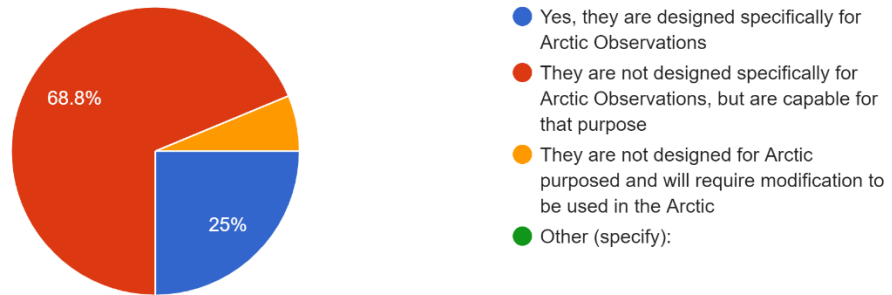 68.8%
25%
Yes, they are designed specifically for
Arctic Observations
They are not designed specifically for
Arctic Observations, but are capable for
that purpose
They are not designed for Arctic
purposed and will require modification to
be used in the Arctic
Other (specify):